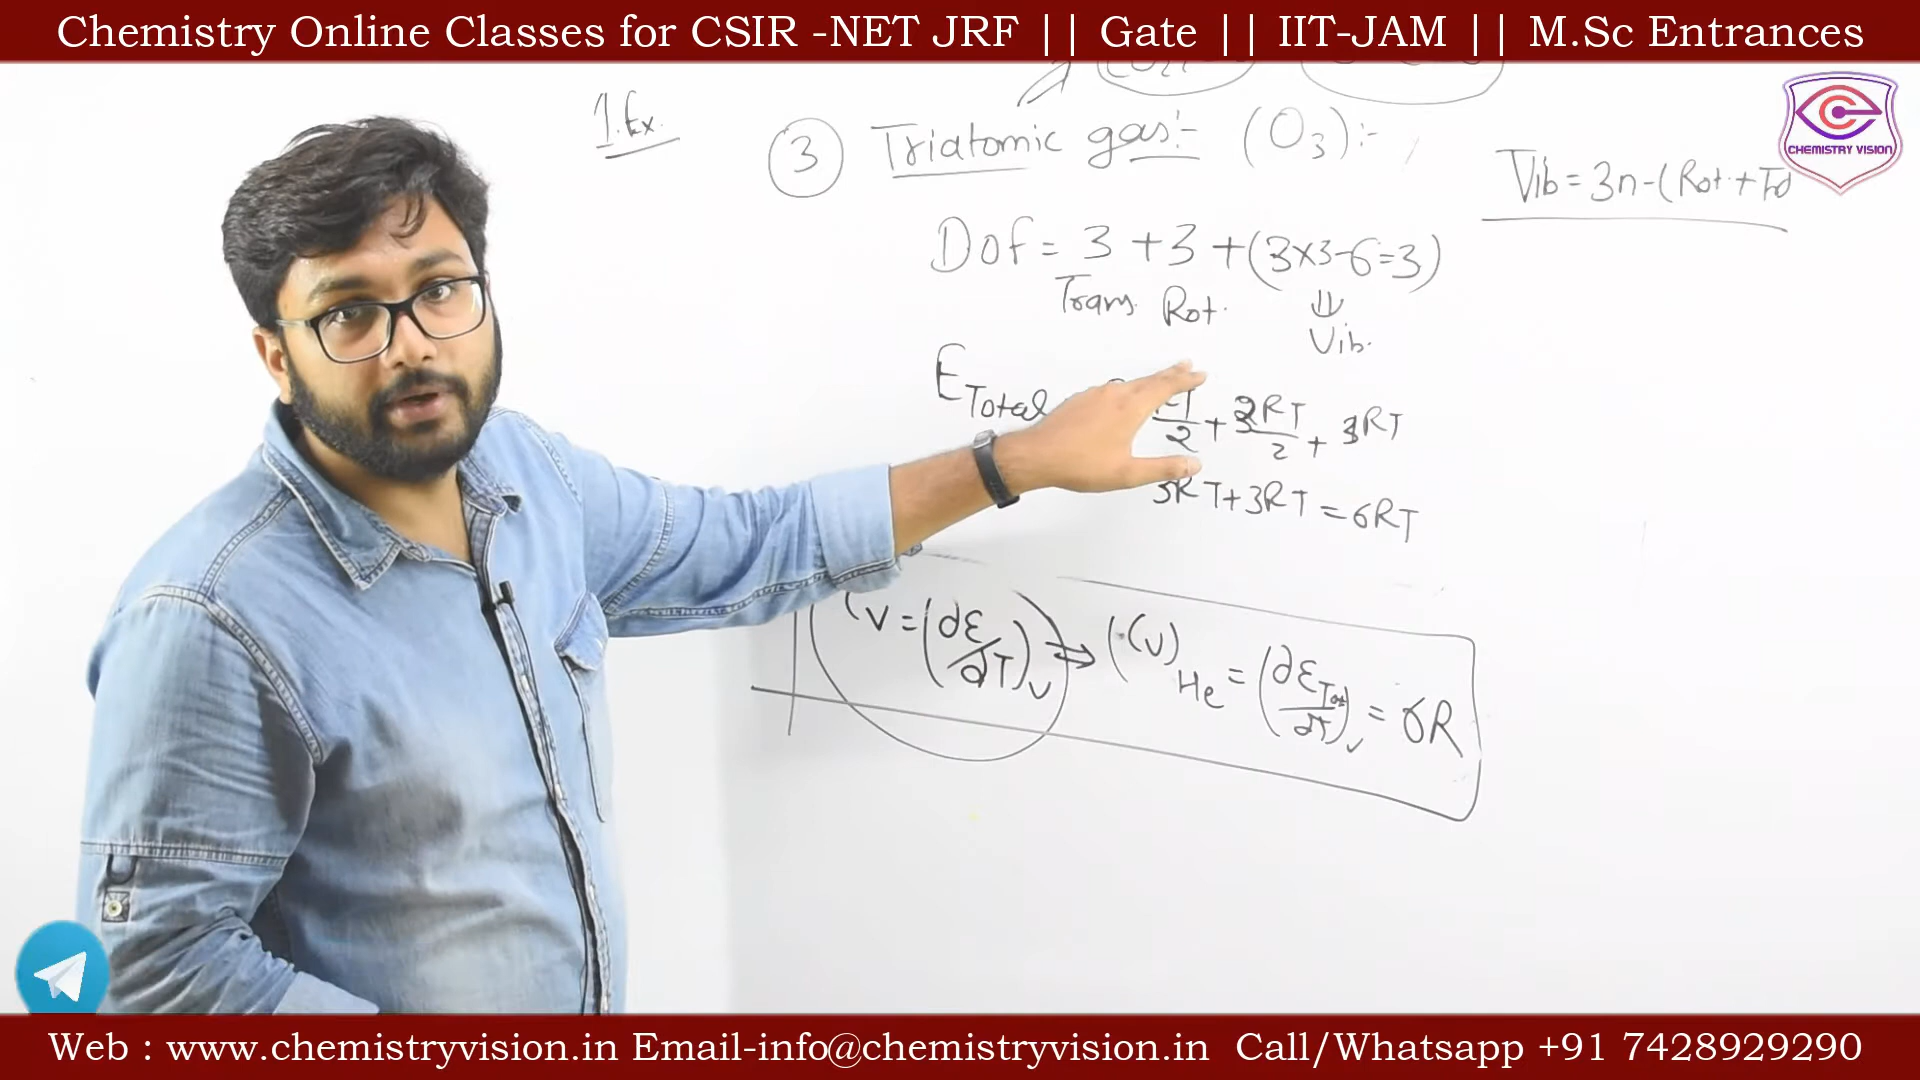 Chemistry Online Classes for CSIR -NET JRF || Gate || IIT-JAM || M.Sc Entrances
1.Ex.
3 Triatomic gas:- (O3):-
CHEMISTRY VISION
Vib = 3n-(Rot.+
Dof = 3 + 3 + (3×3-6=3)
Trans. Rot. ⇓
Vib.
ETotal
2 + 3RT/2 + 3RT
3RT+3RT = 6RT
Cv = (∂E/∂T)v → (Cv)He = (∂ETot/∂T)v = 6R
Web : www.chemistryvision.in Email-info@chemistryvision.in Call/Whatsapp +91 7428929290